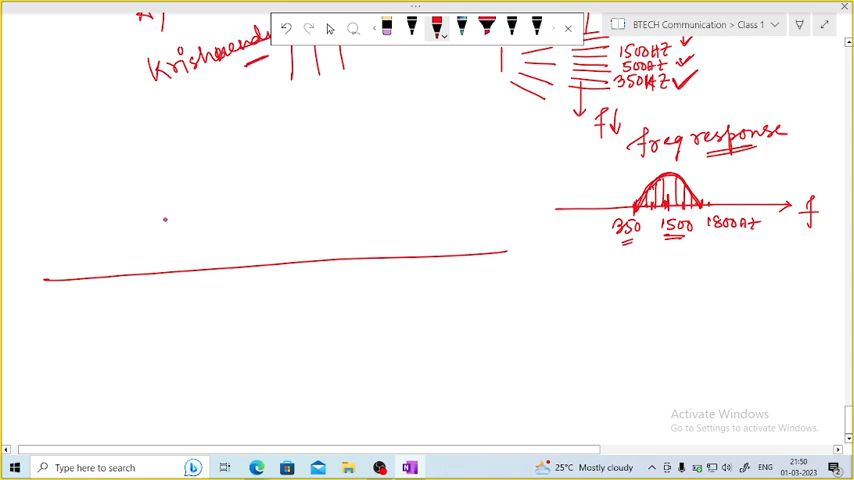 BTECH Communication > Class 1
Krishnendu
1500HZ
500HZ
350HZ
f↓
freq response
350 1500 1800HZ f
Activate Windows
Go to Settings to activate Windows.
Type here to search
25°C Mostly cloudy
ENG
21:50
01-03-2023
2